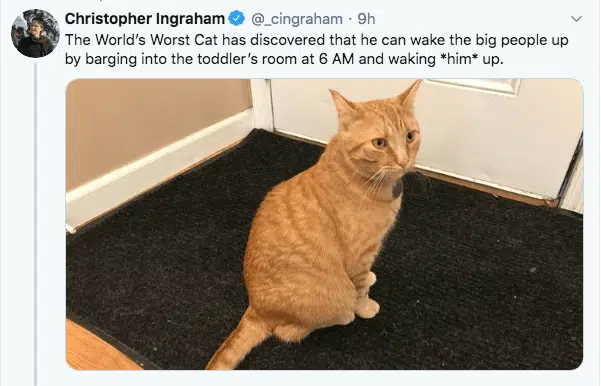 Christopher Ingraham @_cingraham · 9h
The World's Worst Cat has discovered that he can wake the big people up
by barging into the toddler's room at 6 AM and waking *him* up.